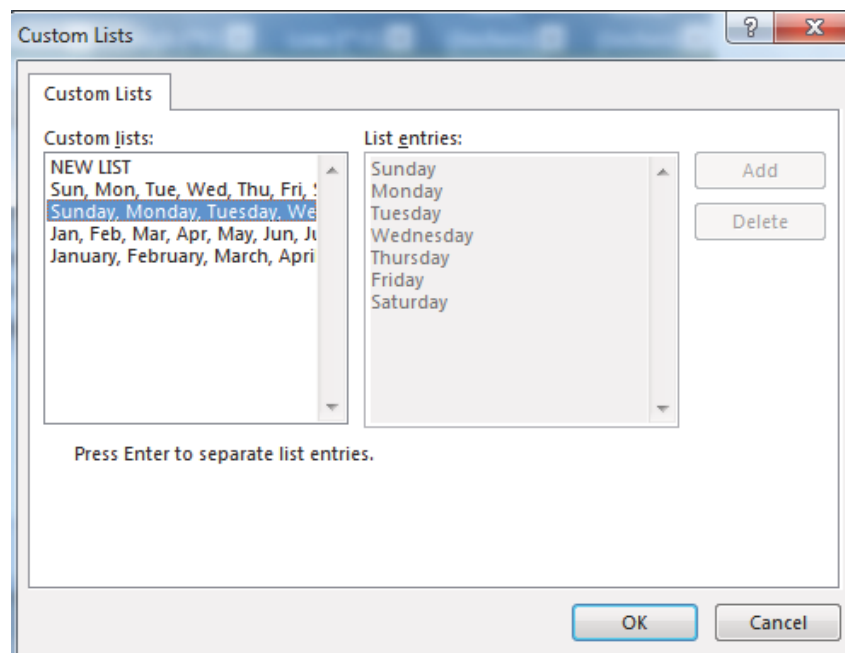 Custom Lists
Custom Lists
Custom lists:
NEW LIST
Sun, Mon, Tue, Wed, Thu, Fri,
Sunday, Monday, Tuesday, We
Jan, Feb, Mar, Apr, May, Jun, Ju
January, February, March, Apri
List entries:
Sunday
Monday
Tuesday
Wednesday
Thursday
Friday
Saturday
Add
Delete
Press Enter to separate list entries.
OK
Cancel